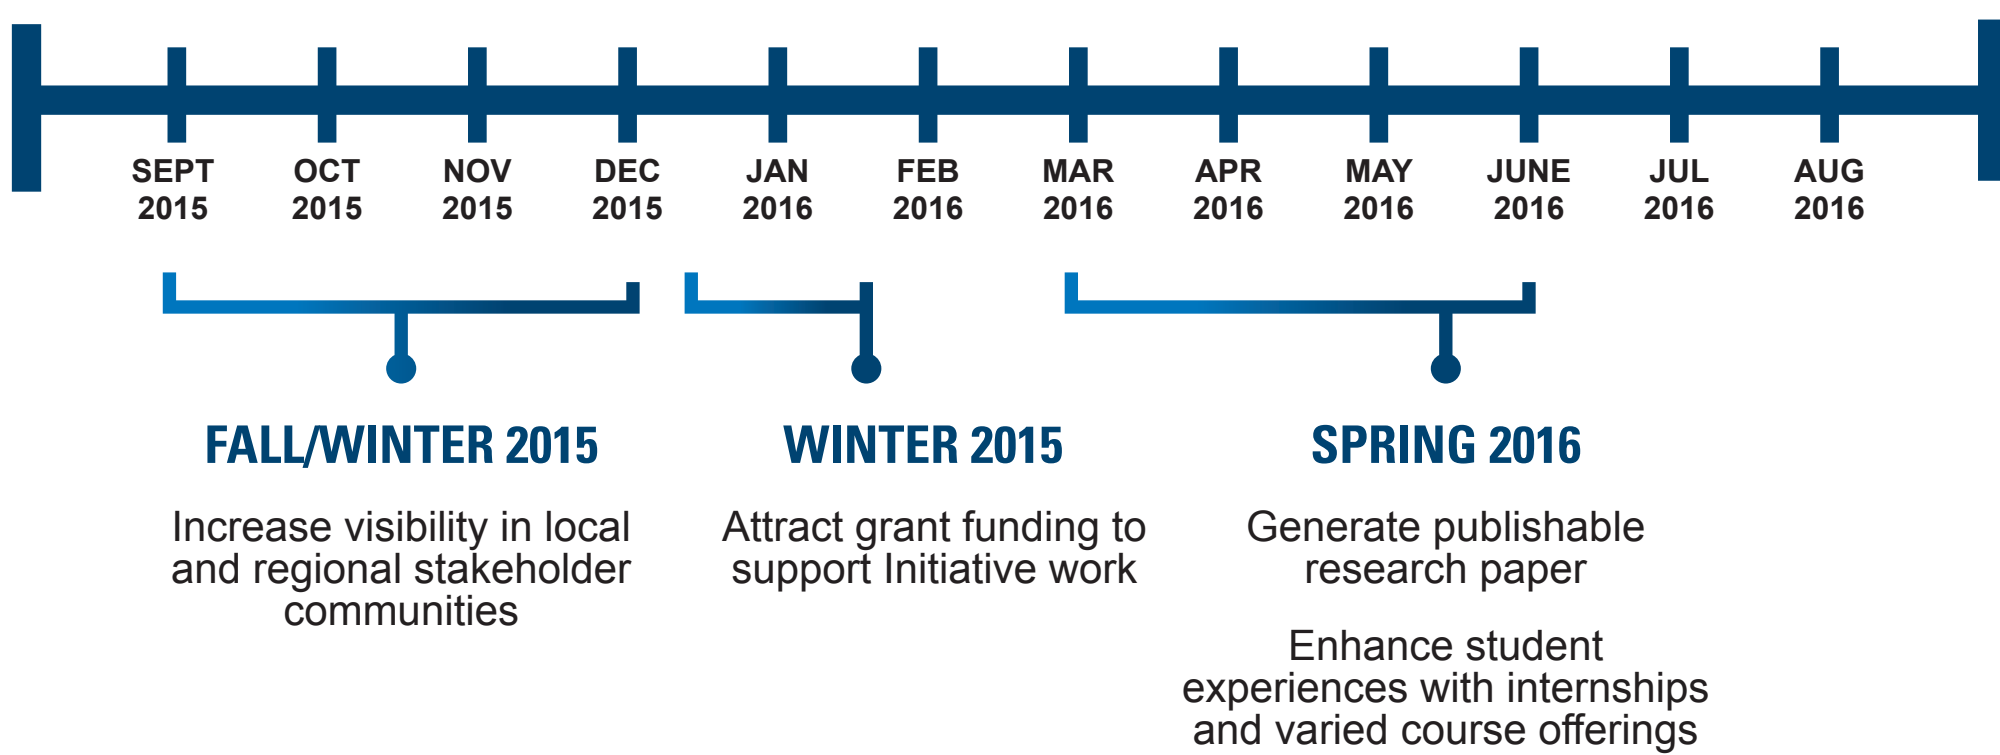 SEPT
2015
OCT
2015
NOV
2015
DEC
2015
JAN
2016
FEB
2016
MAR
2016
APR
2016
MAY
2016
JUNE
2016
JUL
2016
AUG
2016
FALL/WINTER 2015
Increase visibility in local
and regional stakeholder
communities
WINTER 2015
Attract grant funding to
support Initiative work
SPRING 2016
Generate publishable
research paper
Enhance student
experiences with internships
and varied course offerings